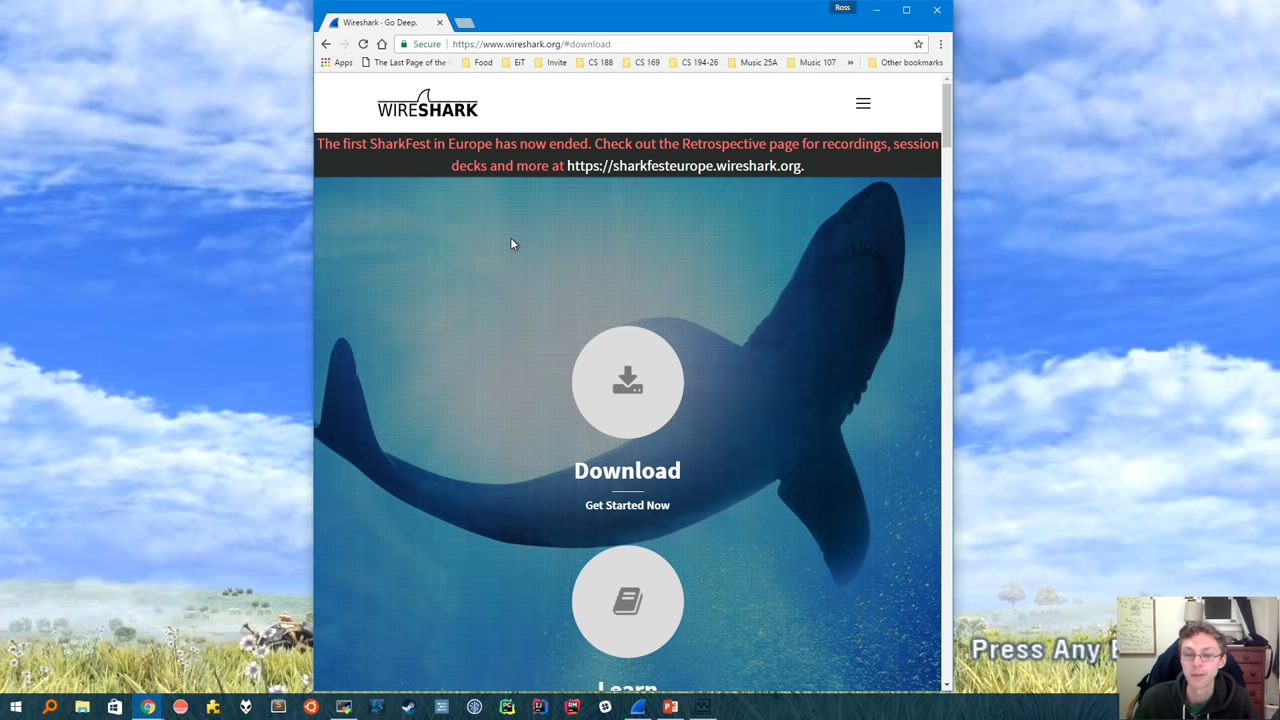 Ross
Wireshark · Go Deep.
Secure
https://www.wireshark.org/#download
Apps
The Last Page of the
Food
EiT
Invite
CS 188
CS 169
CS 194-26
Music 25A
Music 107
»
Other bookmarks
WIRESHARK
The first SharkFest in Europe has now ended. Check out the Retrospective page for recordings, session
decks and more at https://sharkfesteurope.wireshark.org.
Download
Get Started Now
Learn
Press Any